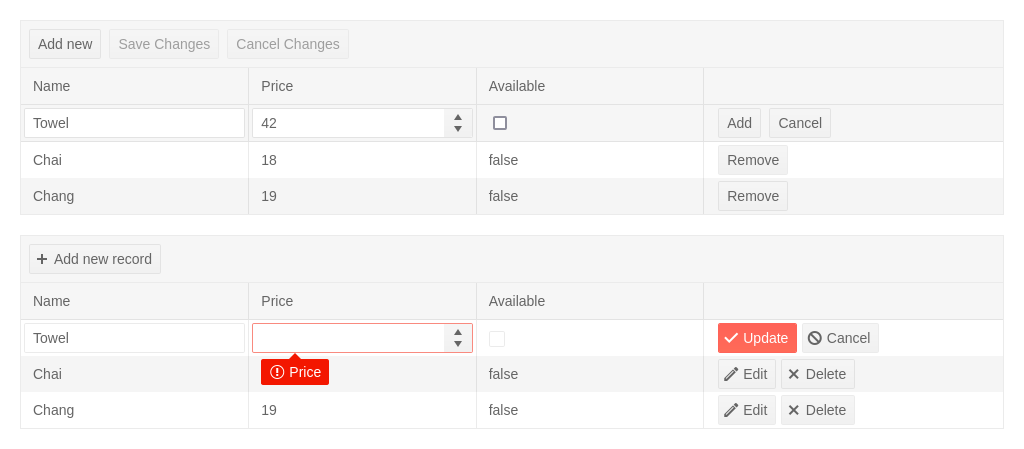 Add new Save Changes Cancel Changes
Name Price Available
Towel 42 Add Cancel
Chai 18 false Remove
Chang 19 false Remove
Add new record
Name Price Available
Towel Update Cancel
Chai Price false Edit Delete
Chang 19 false Edit Delete